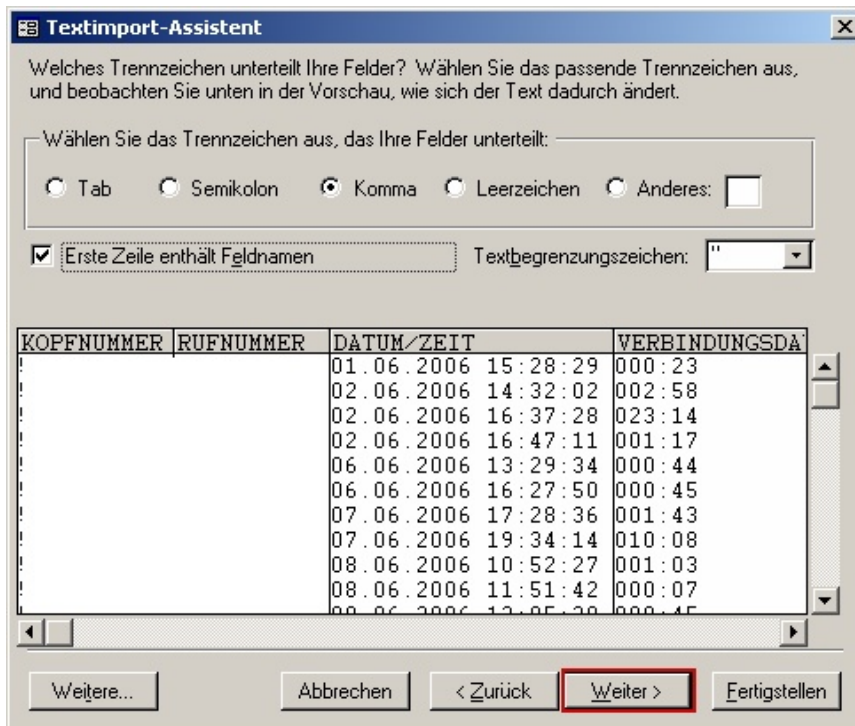 Textimport-Assistent
Welches Trennzeichen unterteilt Ihre Felder? Wählen Sie das passende Trennzeichen aus,
und beobachten Sie unten in der Vorschau, wie sich der Text dadurch ändert.
Wählen Sie das Trennzeichen aus, das Ihre Felder unterteilt:
Tab Semikolon Komma Leerzeichen Anderes:
Erste Zeile enthält Feldnamen Textbegrenzungszeichen: "
KOPFNUMMER RUFNUMMER DATUM/ZEIT VERBINDUNGSDA
! 01.06.2006 15:28:29 000:23
! 02.06.2006 14:32:02 002:58
! 02.06.2006 16:37:28 023:14
! 02.06.2006 16:47:11 001:17
! 06.06.2006 13:29:34 000:44
! 06.06.2006 16:27:50 000:45
! 07.06.2006 17:28:36 001:43
! 07.06.2006 19:34:14 010:08
! 08.06.2006 10:52:27 001:03
! 08.06.2006 11:51:42 000:07
Weitere... Abbrechen < Zurück Weiter > Fertigstellen